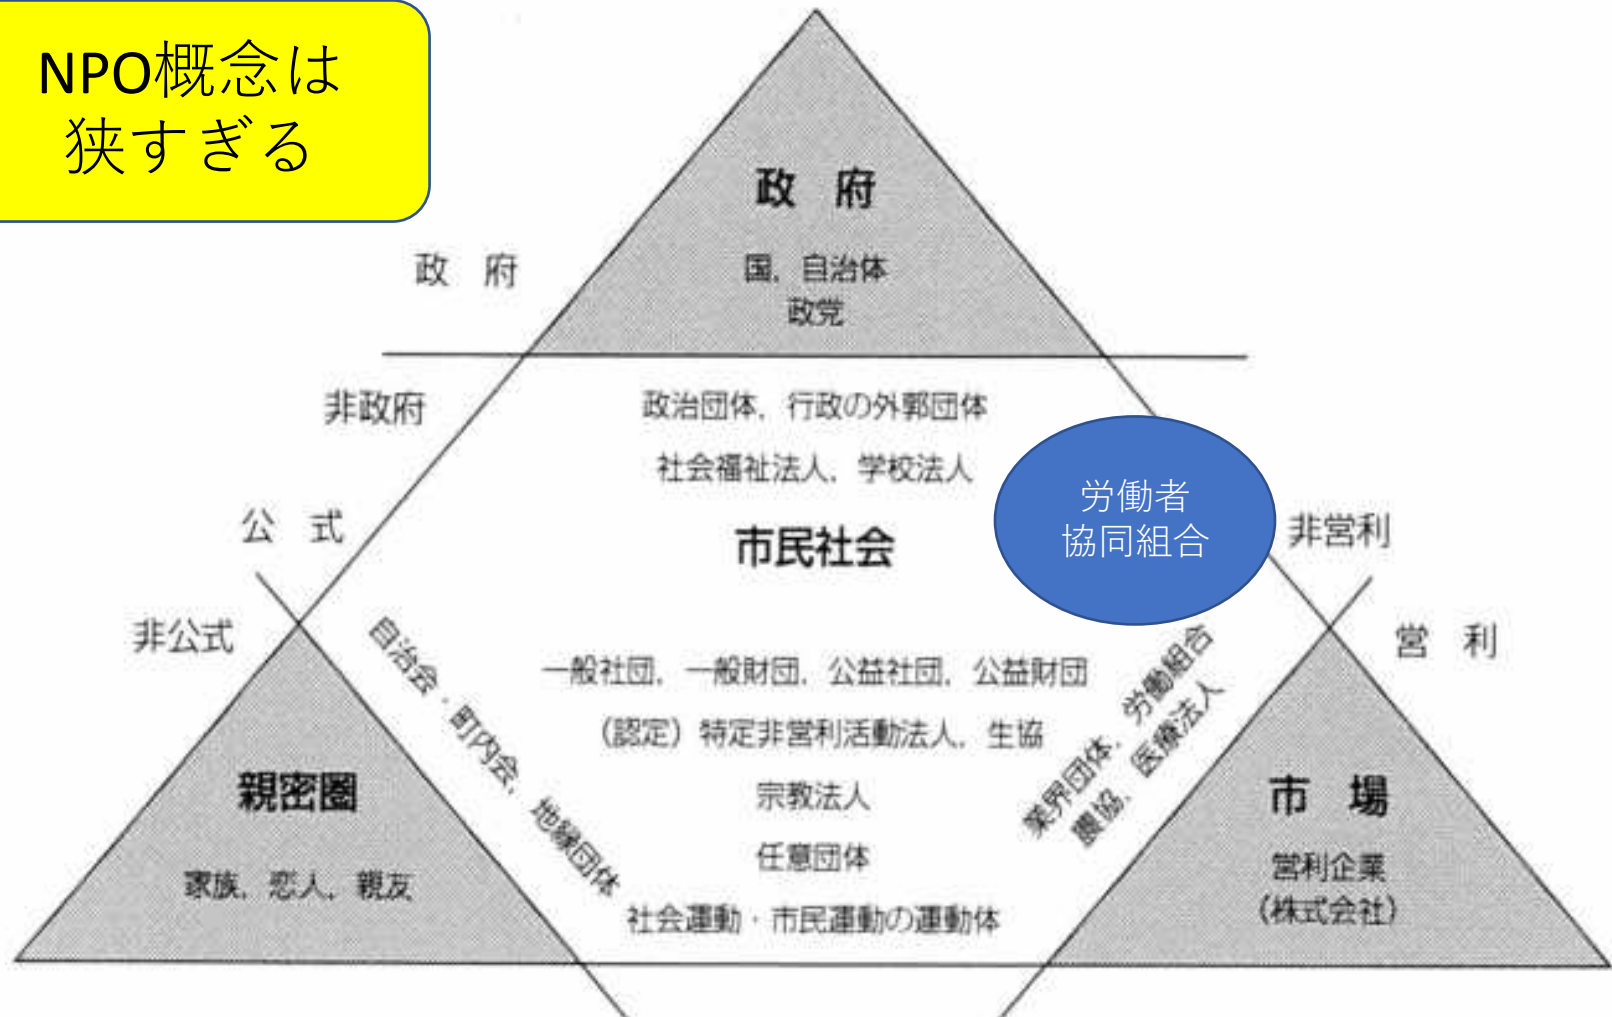 NPO概念は
狭すぎる
政 府
国，自治体
政党
政 府
非政府
政治団体，行政の外郭団体
社会福祉法人，学校法人
労働者
協同組合
公 式
非営利
市民社会
非公式
営 利
自治会・町内会，地縁団体
一般社団，一般財団，公益社団，公益財団
（認定）特定非営利活動法人，生協
宗教法人
任意団体
社会運動・市民運動の運動体
業界団体，労働組合
農協，医療法人
親密圏
家族，恋人，親友
市 場
営利企業
（株式会社）